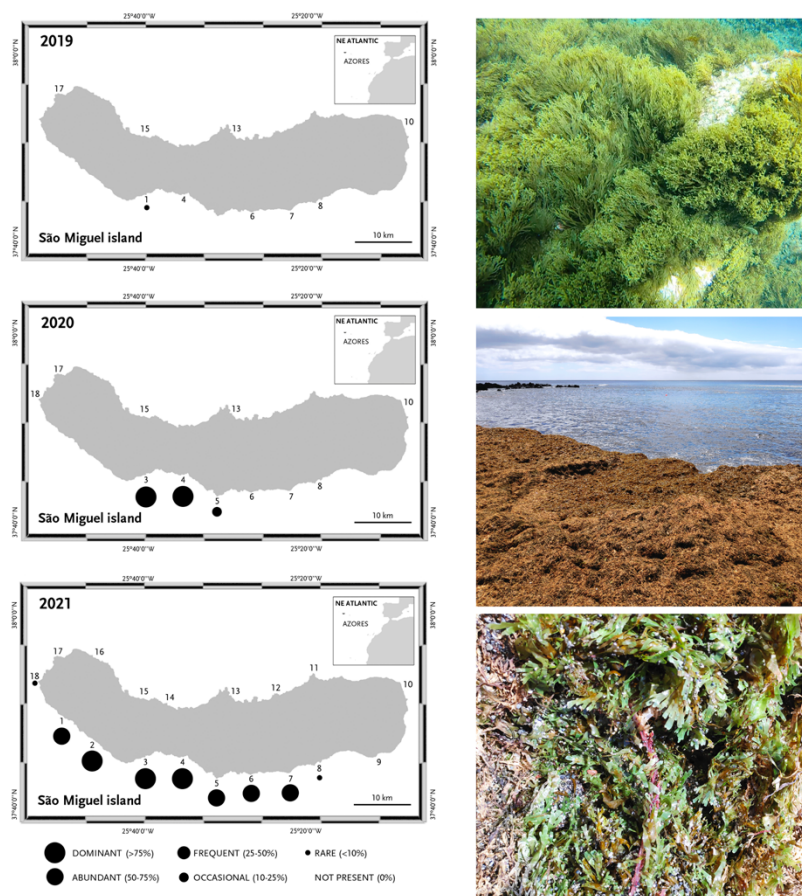 25°40'0"W 25°20'0"W
2019
NE ATLANTIC
AZORES
38°0'0"N 38°0'0"N
17
10
15 13
1 4 8
6 7
São Miguel island
10 km
37°40'0"N 37°40'0"N
25°40'0"W 25°20'0"W
25°40'0"W 25°20'0"W
2020
NE ATLANTIC
AZORES
38°0'0"N 38°0'0"N
17
18 10
15 13
3 4 8
5 6 7
São Miguel island
10 km
37°40'0"N 37°40'0"N
25°40'0"W 25°20'0"W
25°40'0"W 25°20'0"W
2021
NE ATLANTIC
AZORES
38°0'0"N 38°0'0"N
17 16
18 11 10
15 14 13 12
1
2 3 4 9
5 6 7 8
São Miguel island
10 km
37°40'0"N 37°40'0"N
25°40'0"W 25°20'0"W
DOMINANT (>75%) FREQUENT (25-50%) RARE (<10%)
ABUNDANT (50-75%) OCCASIONAL (10-25%) NOT PRESENT (0%)